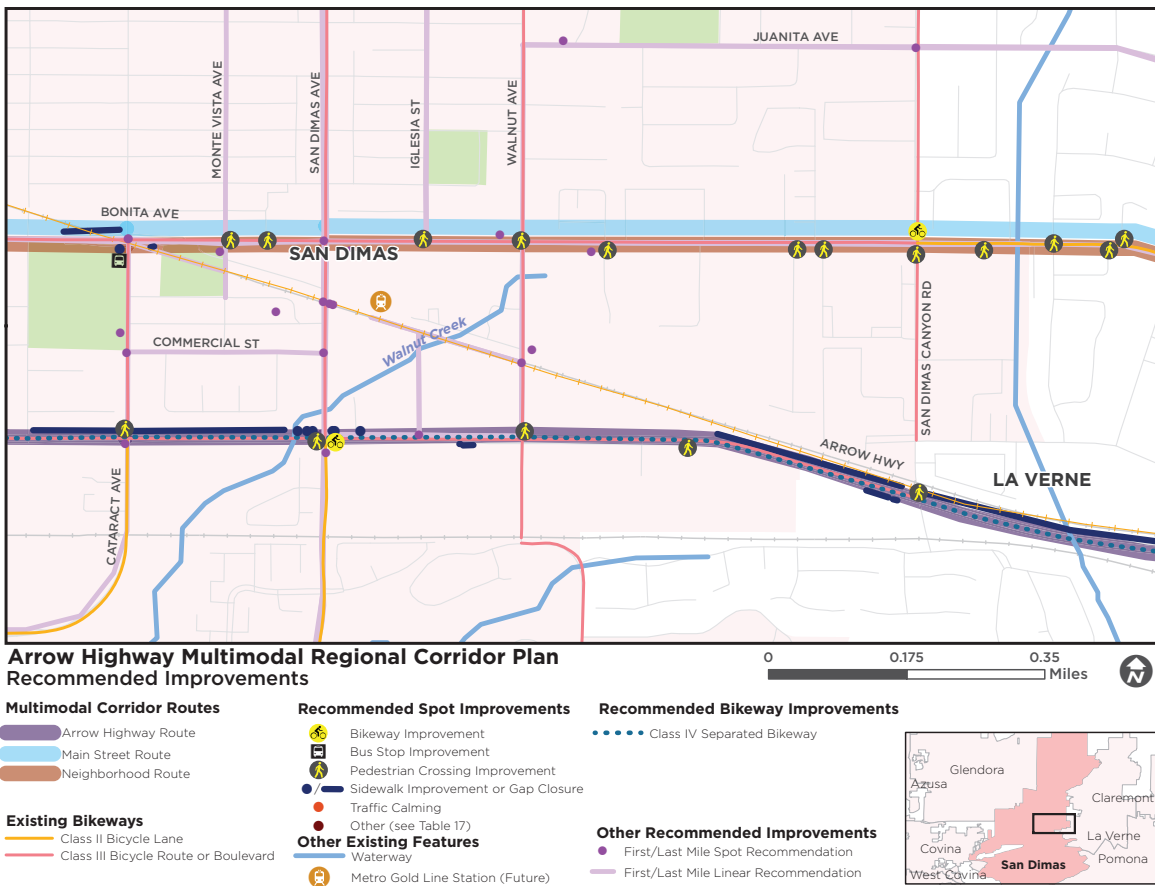 JUANITA AVE
MONTE VISTA AVE
SAN DIMAS AVE
IGLESIA ST
WALNUT AVE
BONITA AVE
SAN DIMAS
COMMERCIAL ST
Walnut Creek
SAN DIMAS CANYON RD
ARROW HWY
LA VERNE
CATARACT AVE
Arrow Highway Multimodal Regional Corridor Plan
Recommended Improvements
0 0.175 0.35
Miles
N
Multimodal Corridor Routes
Arrow Highway Route
Main Street Route
Neighborhood Route
Existing Bikeways
Class II Bicycle Lane
Class III Bicycle Route or Boulevard
Recommended Spot Improvements
Bikeway Improvement
Bus Stop Improvement
Pedestrian Crossing Improvement
/ Sidewalk Improvement or Gap Closure
Traffic Calming
Other (see Table 17)
Other Existing Features
Waterway
Metro Gold Line Station (Future)
Recommended Bikeway Improvements
Class IV Separated Bikeway
Other Recommended Improvements
First/Last Mile Spot Recommendation
First/Last Mile Linear Recommendation
Glendora
Azusa
Claremont
La Verne
Covina
Pomona
San Dimas
West Covina